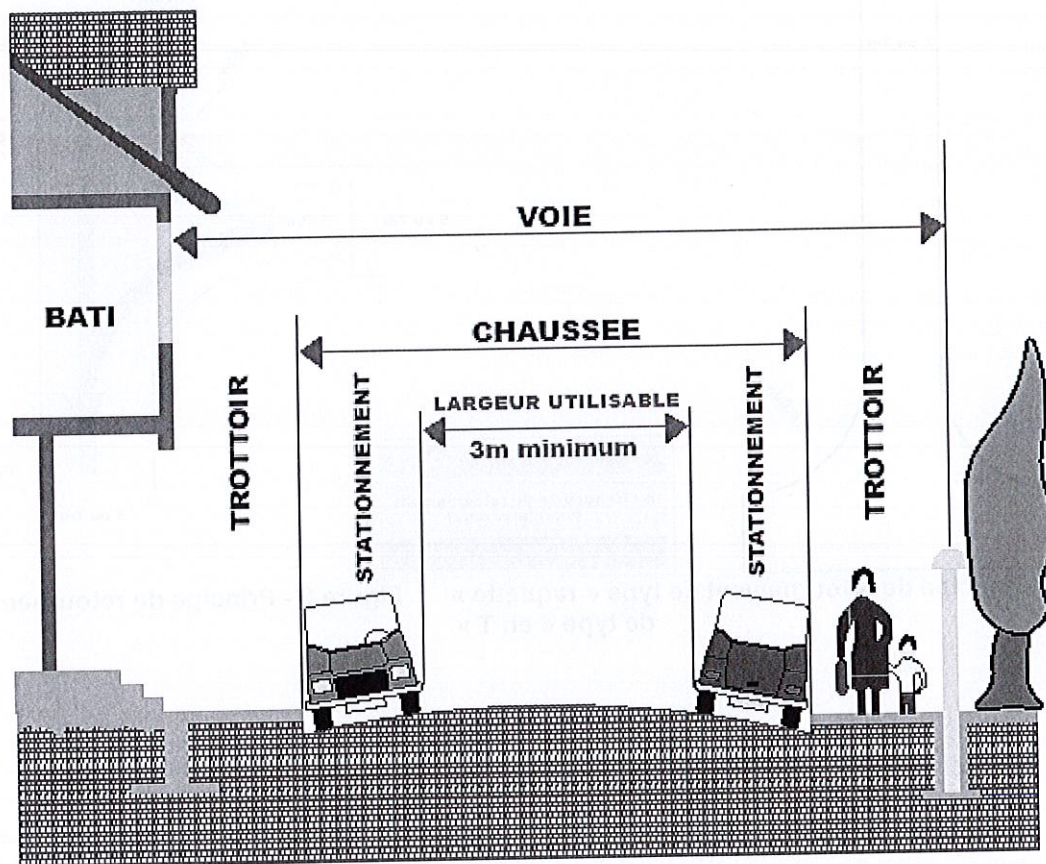 VOIE
BATI
CHAUSSEE
TROTTOIR
STATIONNEMENT
LARGEUR UTILISABLE
3m minimum
STATIONNEMENT
TROTTOIR